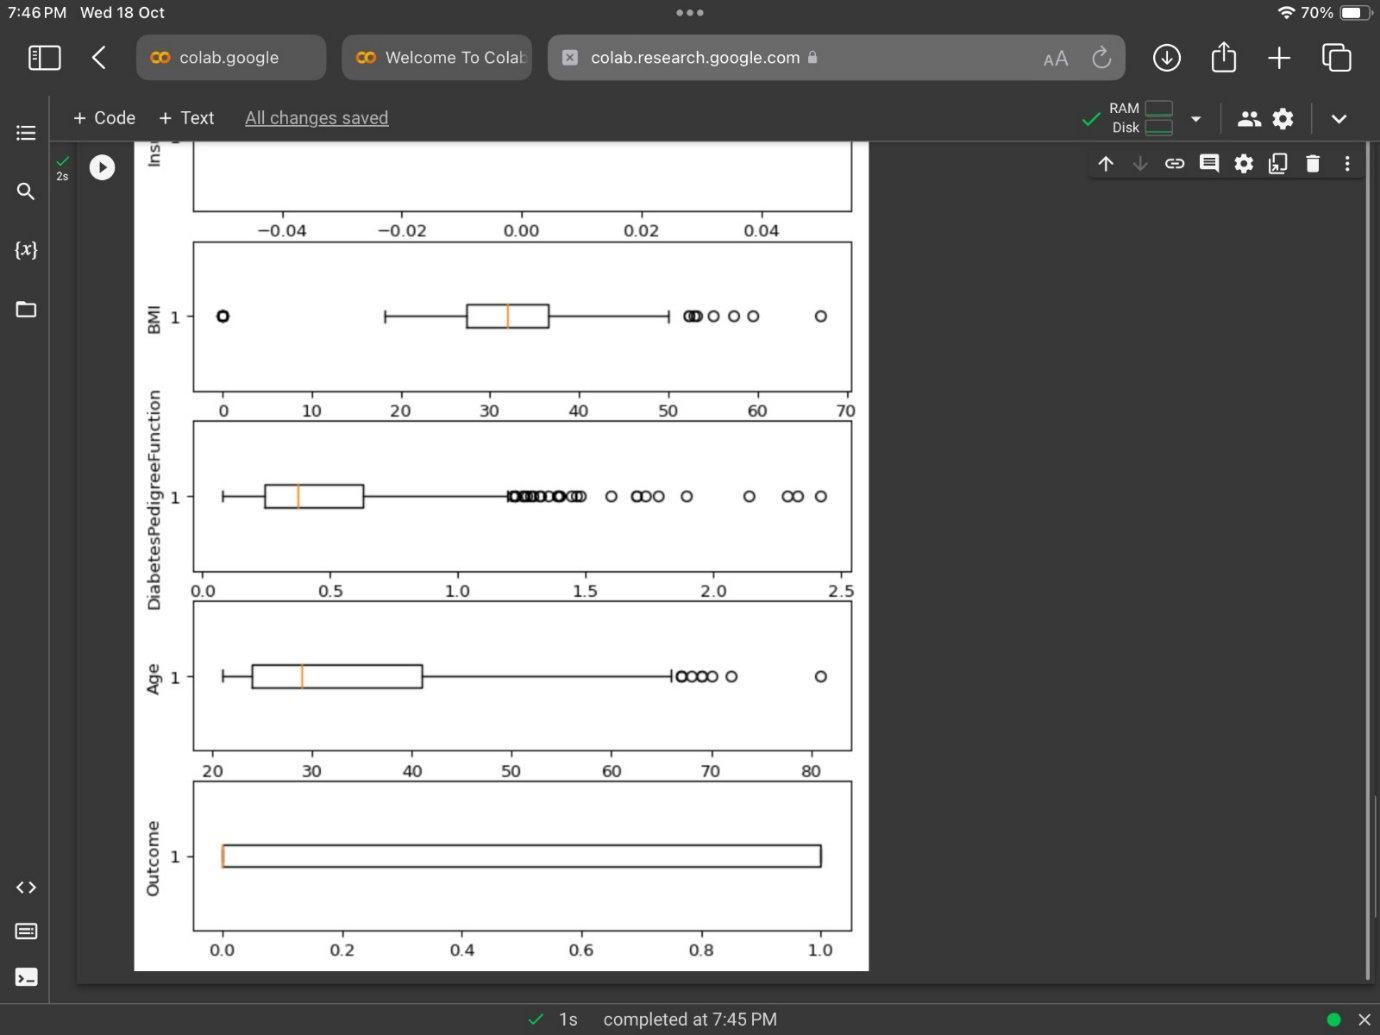 7:46 PM Wed 18 Oct
70%
colab.google
Welcome To Colab
colab.research.google.com
AA
+ Code + Text All changes saved
RAM
Disk
2s
{x}
Insu
−0.04 −0.02 0.00 0.02 0.04
BMI
1
0 10 20 30 40 50 60 70
DiabetesPedigreeFunction
1
0.0 0.5 1.0 1.5 2.0 2.5
Age
1
20 30 40 50 60 70 80
Outcome
1
0.0 0.2 0.4 0.6 0.8 1.0
1s completed at 7:45 PM